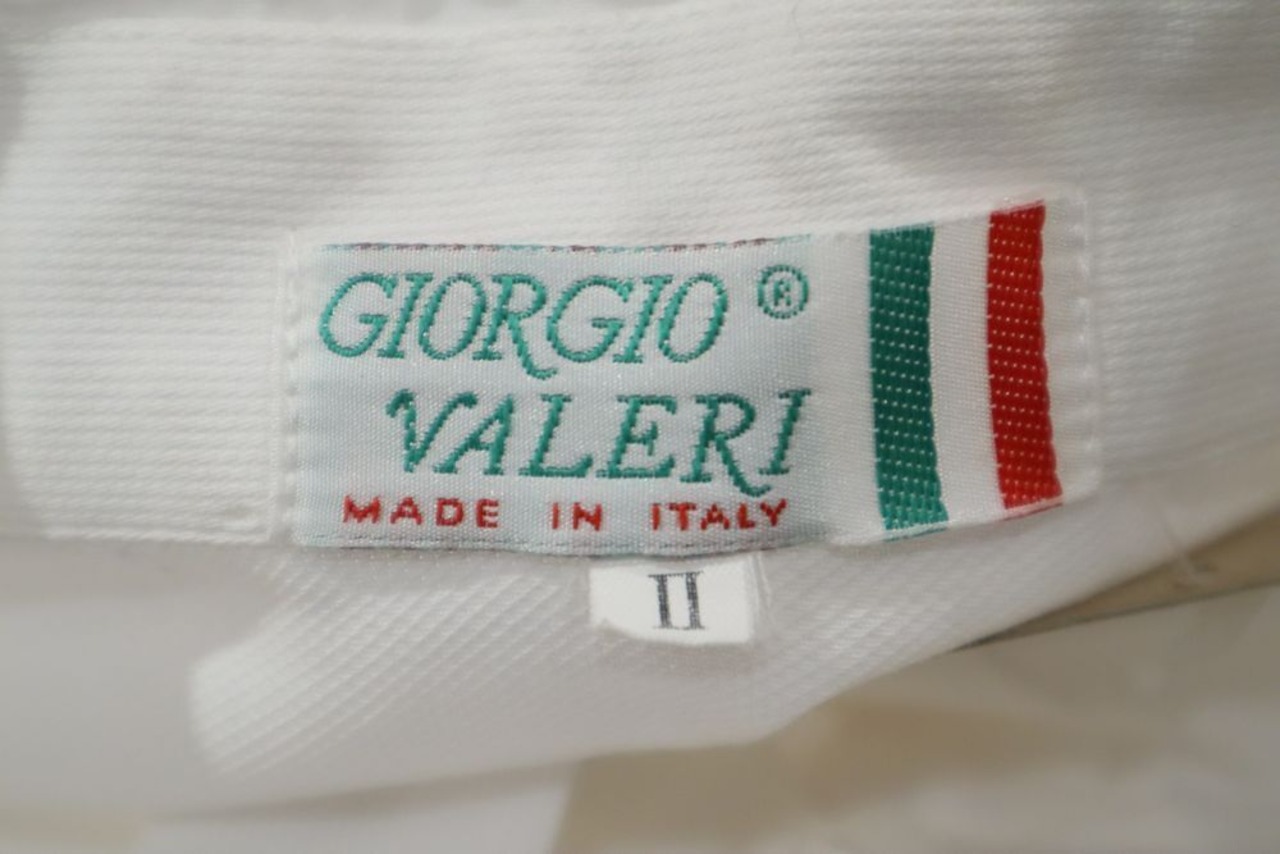 GIORGIO ®
VALERI
MADE IN ITALY
II